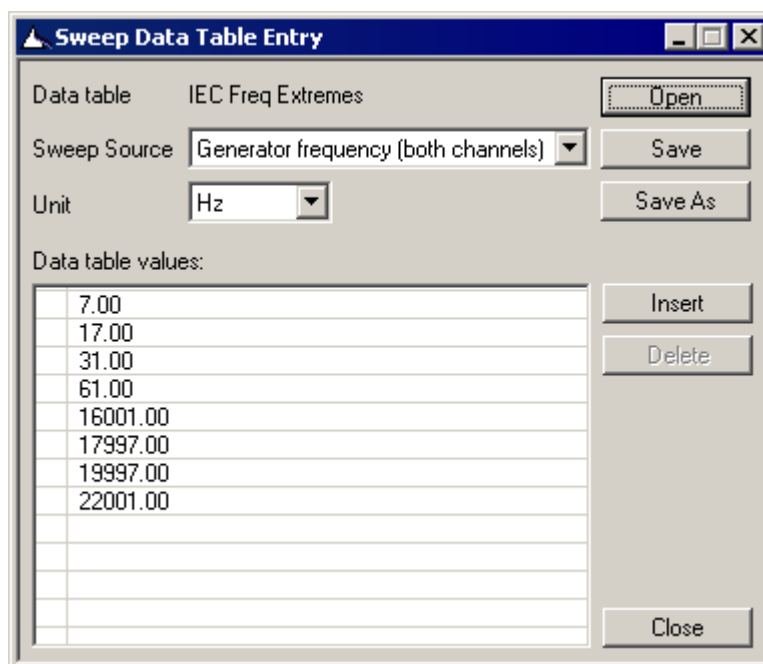 Sweep Data Table Entry
Data table IEC Freq Extremes Open
Sweep Source Generator frequency (both channels) Save
Unit Hz Save As
Data table values:
7.00 Insert
17.00
31.00 Delete
61.00
16001.00
17997.00
19997.00
22001.00
Close